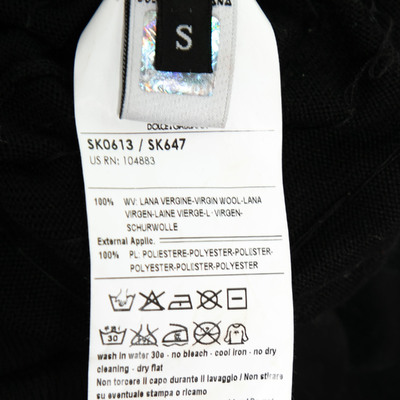 S
SK0613 / SK647
US RN: 104883
100% WV: LANA VERGINE-VIRGIN WOOL-LANA
VIRGEN-LAINE VIERGE-L· VIRGEN-
SCHURWOLLE
External Applic.
100% PL: POLIESTERE-POLYESTER-POLIESTER-
POLYESTER-POLYESTER-POLYESTER
30
wash in water 30º - no bleach - cool iron - no dry
cleaning - dry flat
Non torcere il capo durante il lavaggio / Non stirare
su eventuale stampa o ricamo